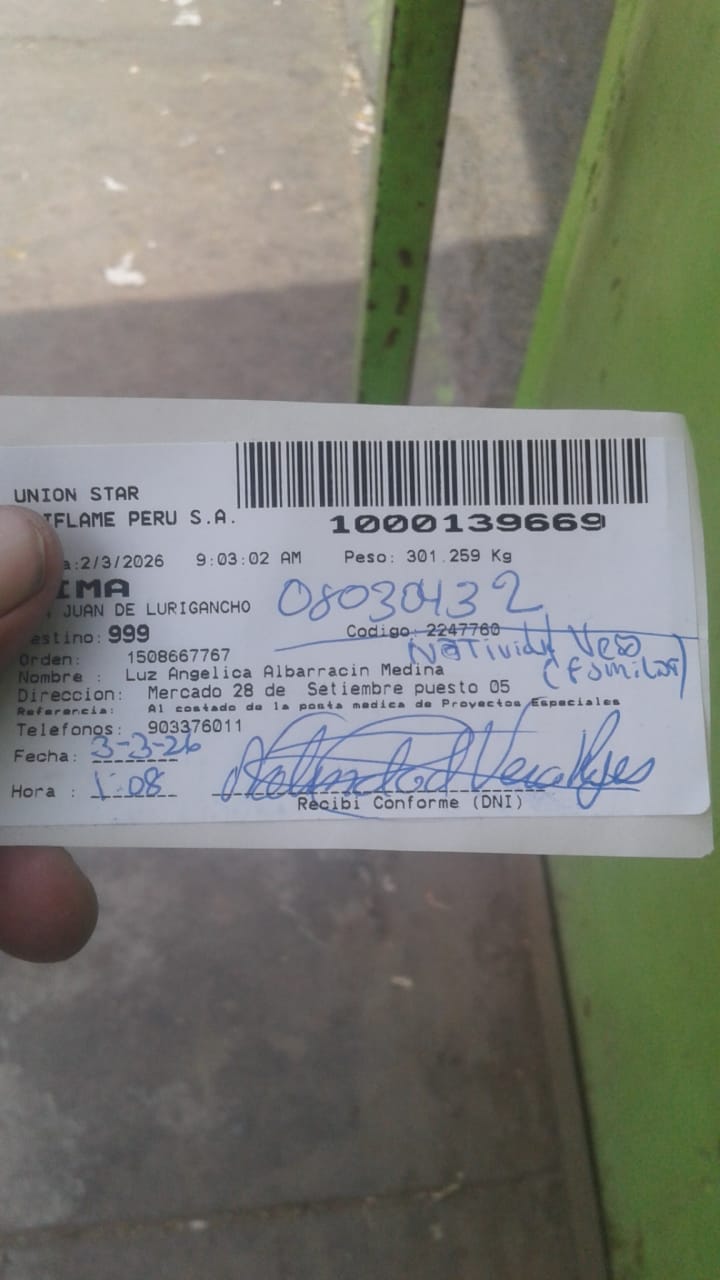 UNION STAR
IFLAME PERU S.A.
1000139669
a:2/3/2026 9:03:02 AM Peso: 301.259 Kg
IMA
JUAN DE LURIGANCHO
08030432
estino: 999 Codigo: 2247760
Orden: 1508667767
Nombre : Luz Angelica Albarracin Medina
Direccion: Mercado 28 de Setiembre puesto 05
Referencia: Al costado de la posta medica de Proyectos Especiales
Telefonos: 903376011
Fecha: 3-3-26
Hora : 1:08
Recibi Conforme (DNI)